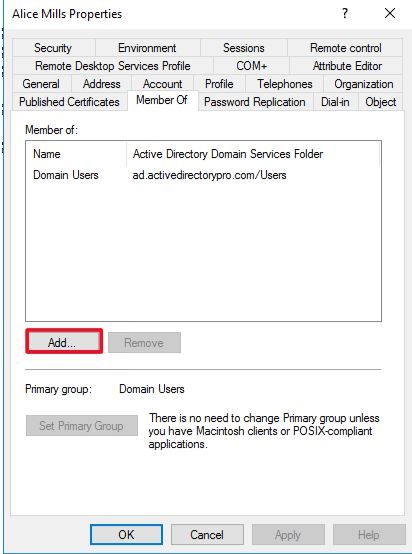 Alice Mills Properties ? X
Security Environment Sessions Remote control
Remote Desktop Services Profile COM+ Attribute Editor
General Address Account Profile Telephones Organization
Published Certificates Member Of Password Replication Dial-in Object
Member of:
Name Active Directory Domain Services Folder
Domain Users ad.activedirectorypro.com/Users
Add... Remove
Primary group: Domain Users
Set Primary Group
There is no need to change Primary group unless
you have Macintosh clients or POSIX-compliant
applications.
OK Cancel Apply Help